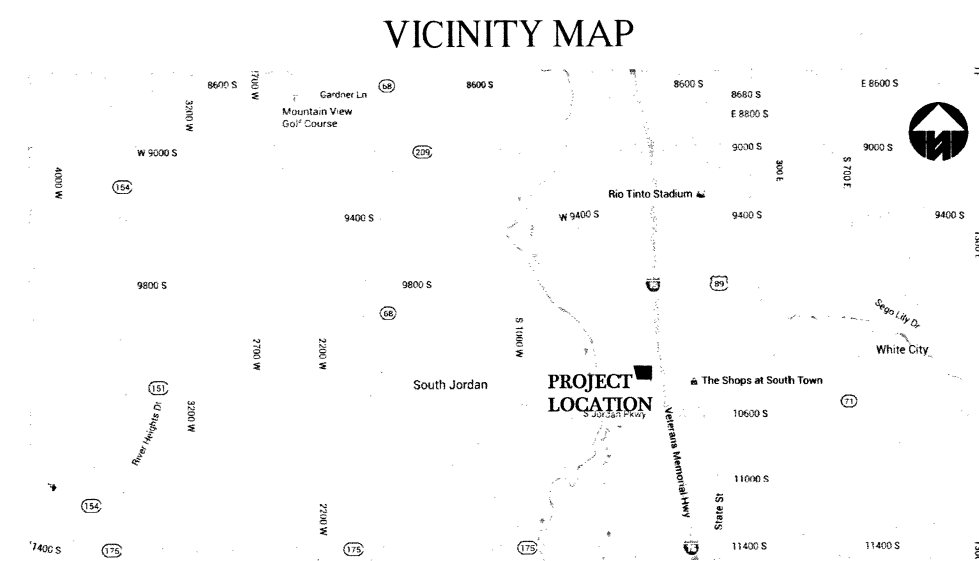 VICINITY MAP
8600 S
Gardner Ln
68
8600 S
8600 S
8680 S
E 8600 S
3200 W
Mountain View
Golf Course
E 8800 S
W 9000 S
209
9000 S
9000 S
4000 W
154
300 E
S 700 E
Rio Tinto Stadium
9400 S
W 9400 S
9400 S
9400 S
9800 S
9800 S
89
68
Sego Lily Dr
S 1000 W
2700 W
2200 W
White City
South Jordan
PROJECT
LOCATION
The Shops at South Town
151
3200 W
71
S Jordan Pkwy
10600 S
River Heights Dr
Veterans Memorial Hwy
11000 S
154
2200 W
State St
175
175
175
11400 S
11400 S